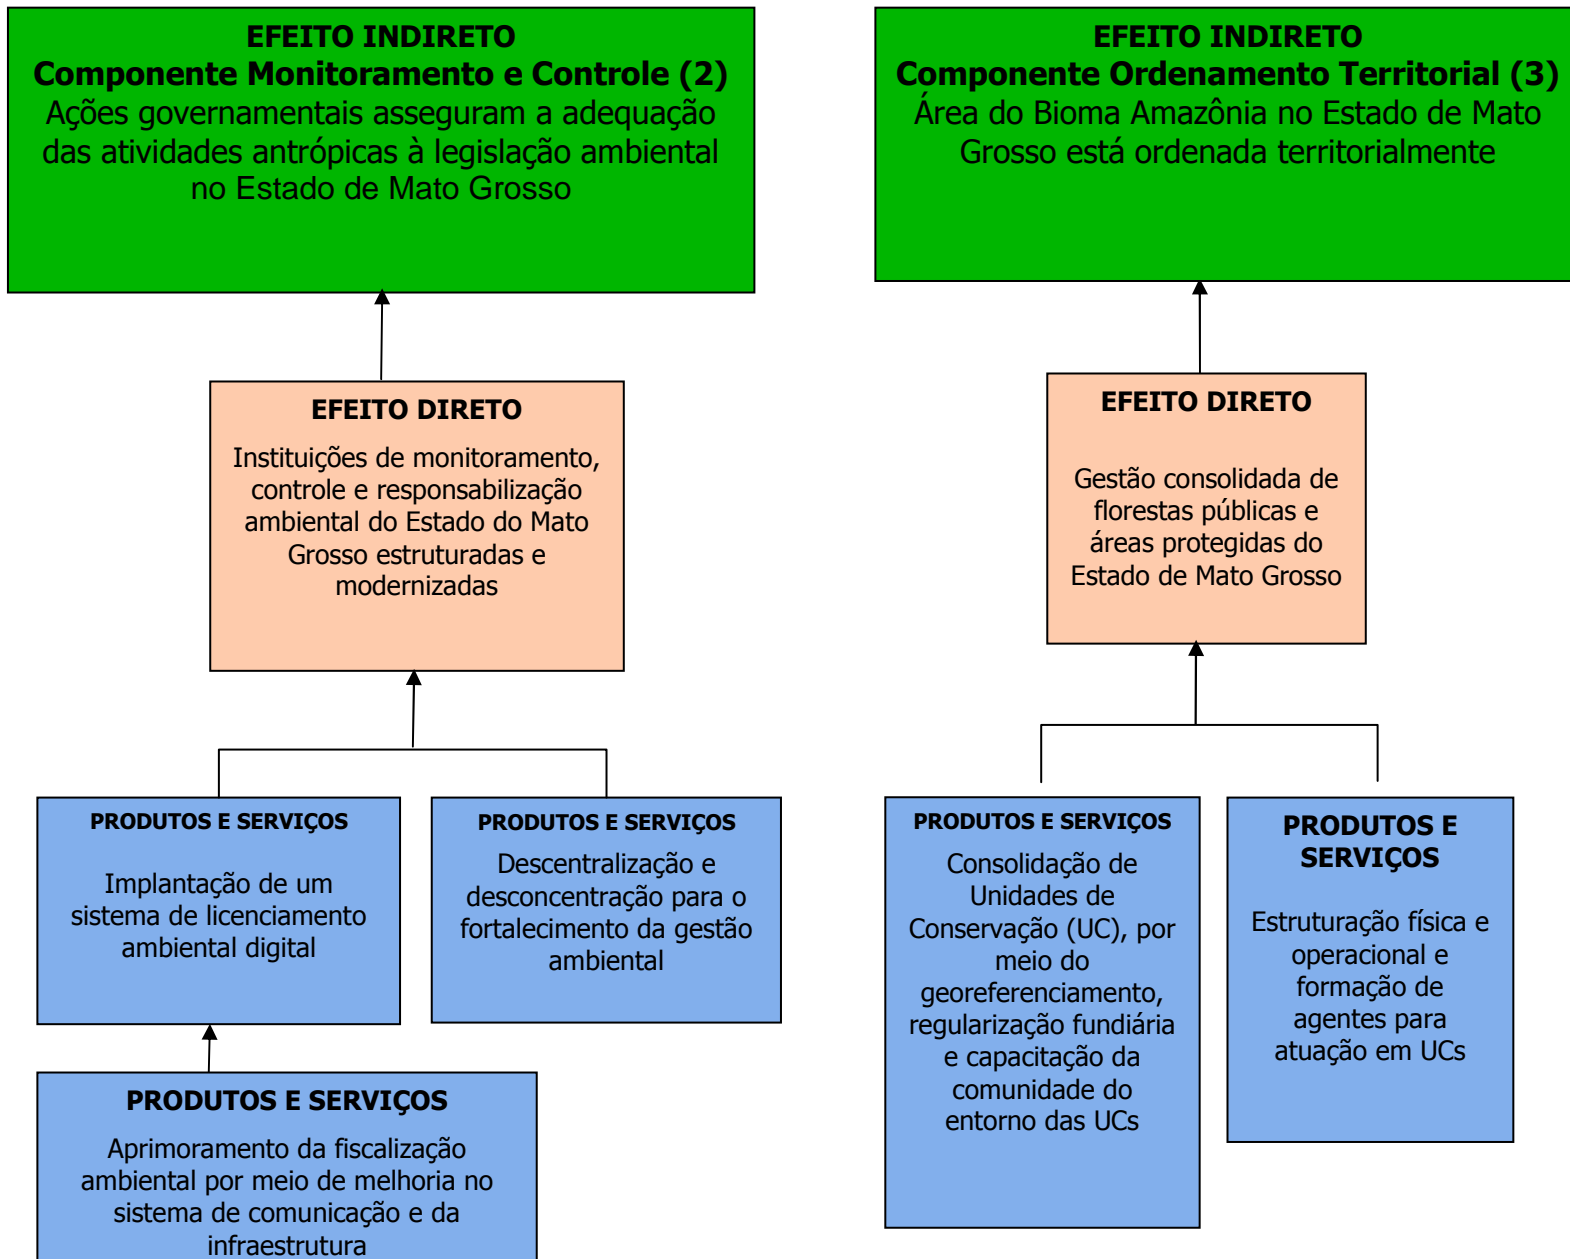 EFEITO INDIRETO
Componente Monitoramento e Controle (2)
Ações governamentais asseguram a adequação
das atividades antrópicas à legislação ambiental
no Estado de Mato Grosso
EFEITO INDIRETO
Componente Ordenamento Territorial (3)
Área do Bioma Amazônia no Estado de Mato
Grosso está ordenada territorialmente
EFEITO DIRETO
Instituições de monitoramento,
controle e responsabilização
ambiental do Estado do Mato
Grosso estruturadas e
modernizadas
EFEITO DIRETO
Gestão consolidada de
florestas públicas e
áreas protegidas do
Estado de Mato Grosso
PRODUTOS E SERVIÇOS
Implantação de um
sistema de licenciamento
ambiental digital
PRODUTOS E SERVIÇOS
Descentralização e
desconcentração para o
fortalecimento da gestão
ambiental
PRODUTOS E SERVIÇOS
Consolidação de
Unidades de
Conservação (UC), por
meio do
georeferenciamento,
regularização fundiária
e capacitação da
comunidade do
entorno das UCs
PRODUTOS E
SERVIÇOS
Estruturação física e
operacional e
formação de
agentes para
atuação em UCs
PRODUTOS E SERVIÇOS
Aprimoramento da fiscalização
ambiental por meio de melhoria no
sistema de comunicação e da
infraestrutura